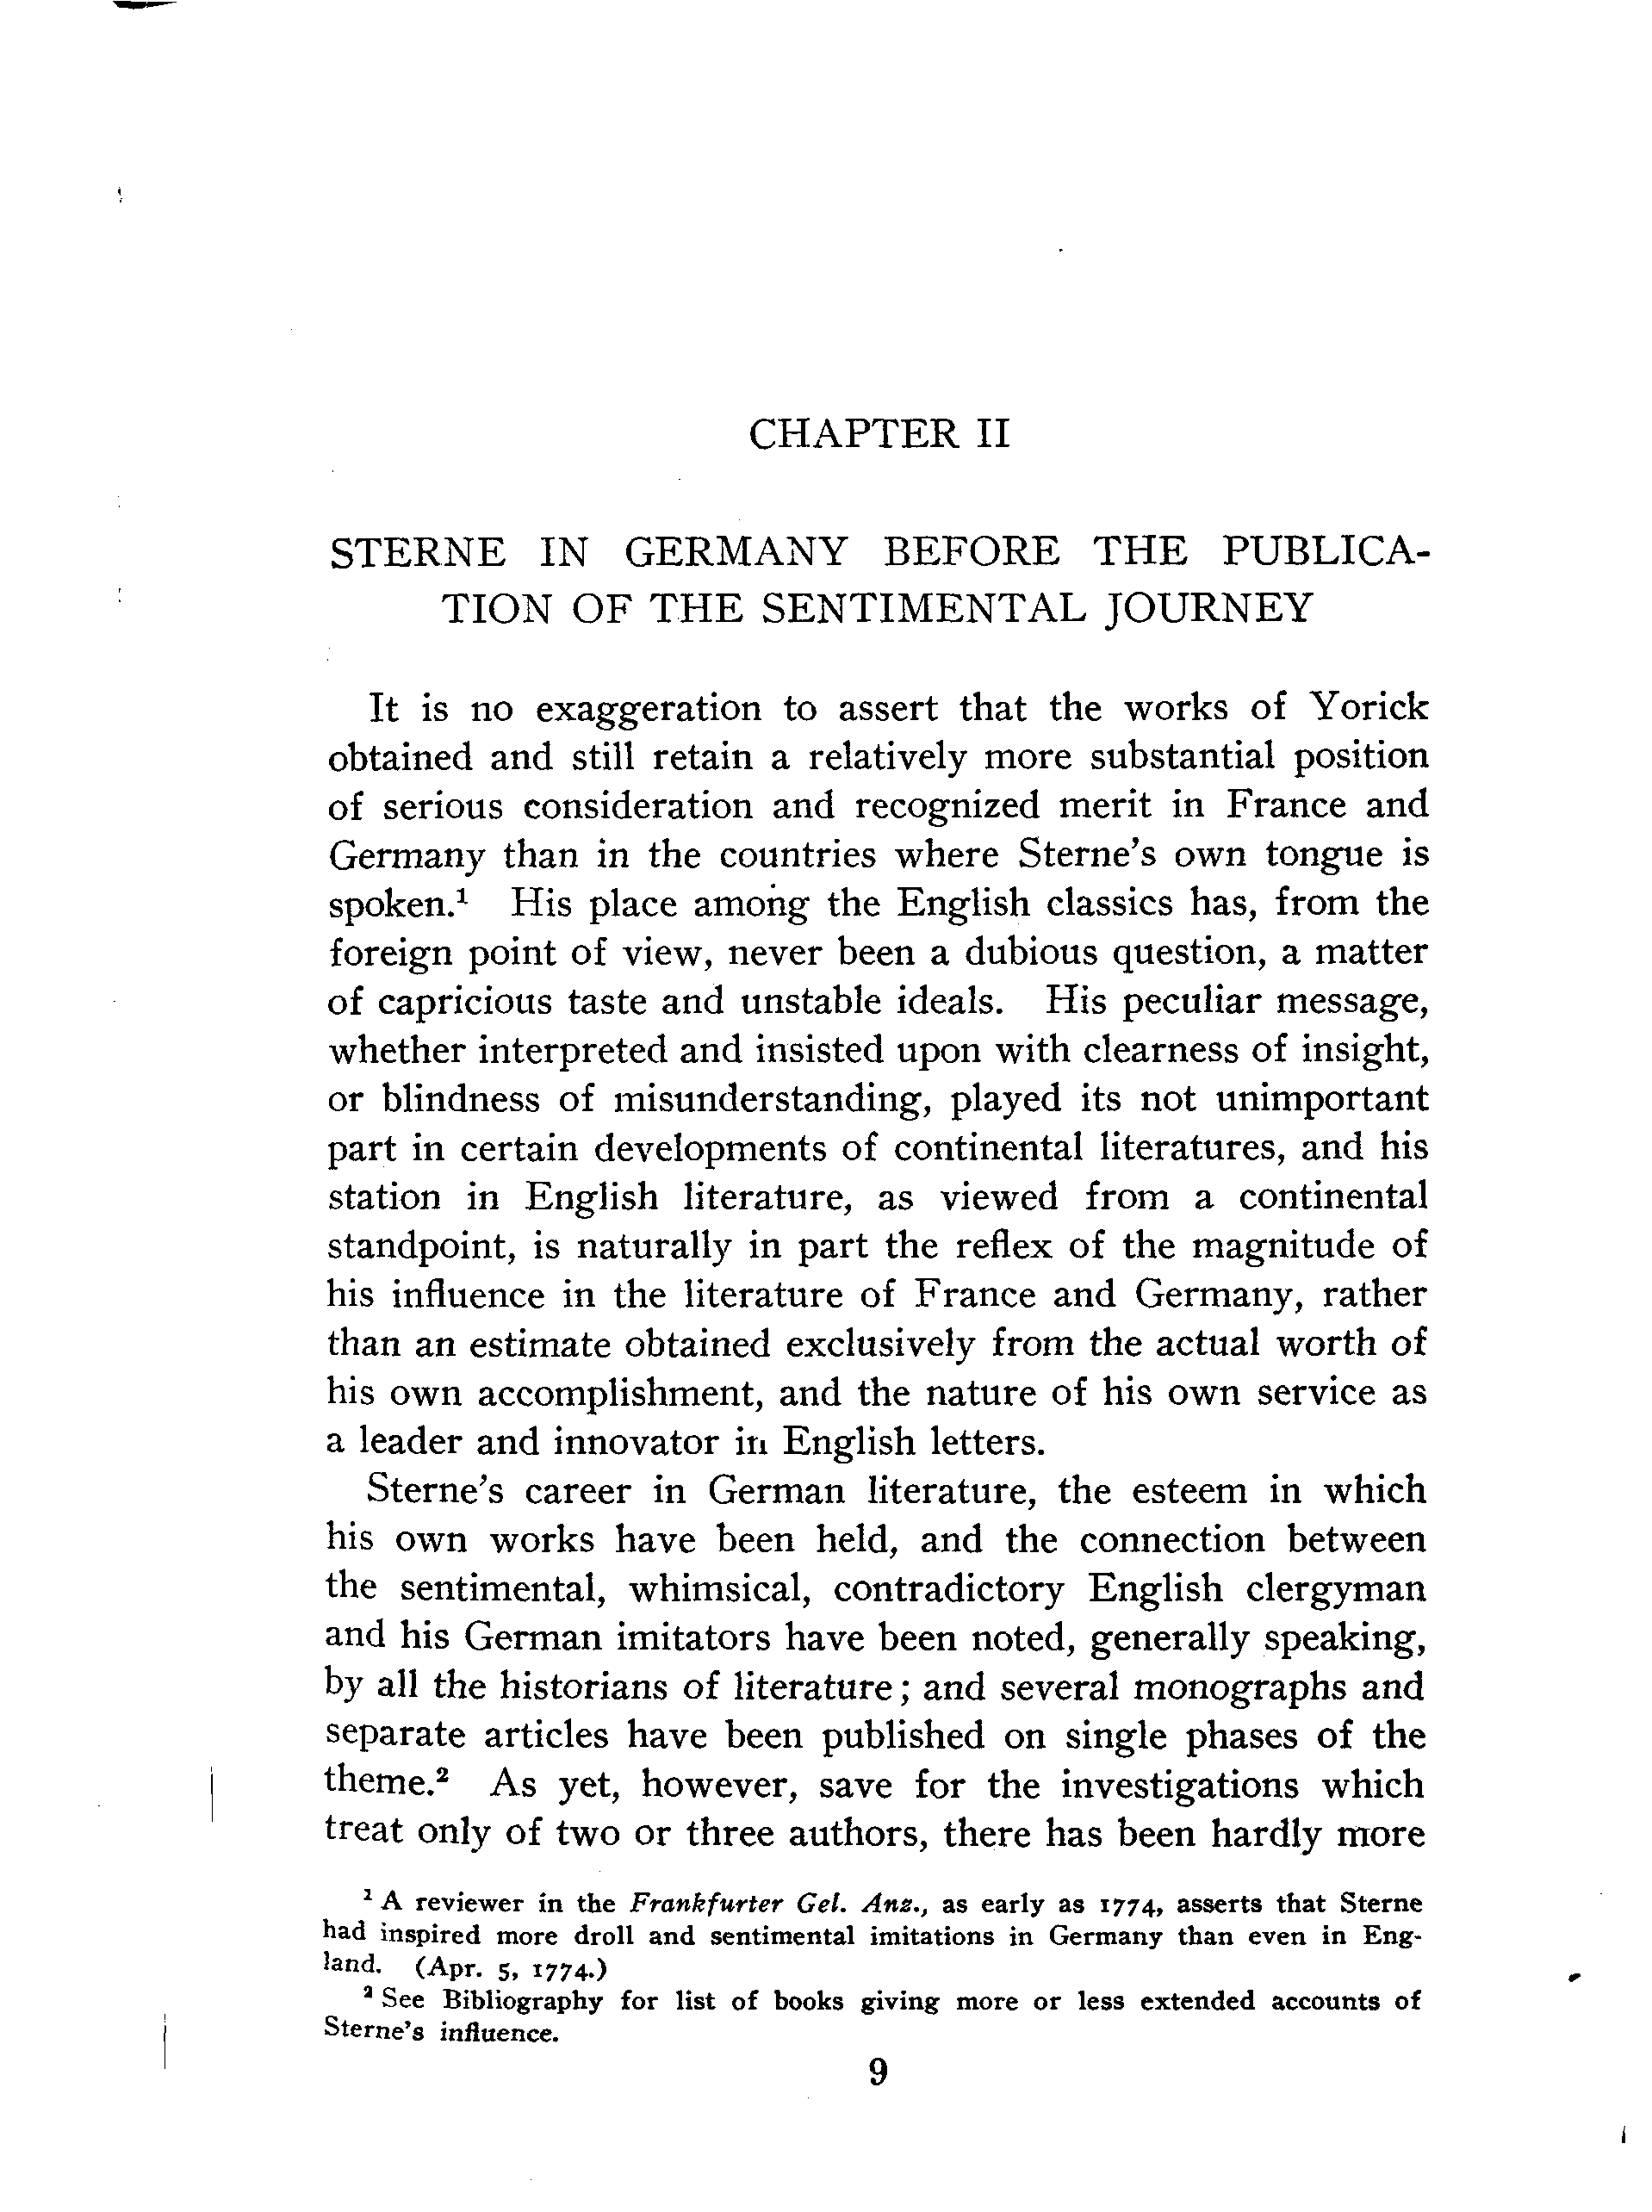 CHAPTER II
STERNE IN GERMANY BEFORE THE PUBLICA-
TION OF THE SENTIMENTAL JOURNEY
It is no exaggeration to assert that the works of Yorick
obtained and still retain a relatively more substantial position
of serious consideration and recognized merit in France and
Germany than in the countries where Sterne's own tongue is
spoken.¹ His place among the English classics has, from the
foreign point of view, never been a dubious question, a matter
of capricious taste and unstable ideals. His peculiar message,
whether interpreted and insisted upon with clearness of insight,
or blindness of misunderstanding, played its not unimportant
part in certain developments of continental literatures, and his
station in English literature, as viewed from a continental
standpoint, is naturally in part the reflex of the magnitude of
his influence in the literature of France and Germany, rather
than an estimate obtained exclusively from the actual worth of
his own accomplishment, and the nature of his own service as
a leader and innovator in English letters.
Sterne's career in German literature, the esteem in which
his own works have been held, and the connection between
the sentimental, whimsical, contradictory English clergyman
and his German imitators have been noted, generally speaking,
by all the historians of literature; and several monographs and
separate articles have been published on single phases of the
theme.² As yet, however, save for the investigations which
treat only of two or three authors, there has been hardly more
¹ A reviewer in the Frankfurter Gel. Anz., as early as 1774, asserts that Sterne
had inspired more droll and sentimental imitations in Germany than even in Eng-
land. (Apr. 5, 1774.)
² See Bibliography for list of books giving more or less extended accounts of
Sterne's influence.
9